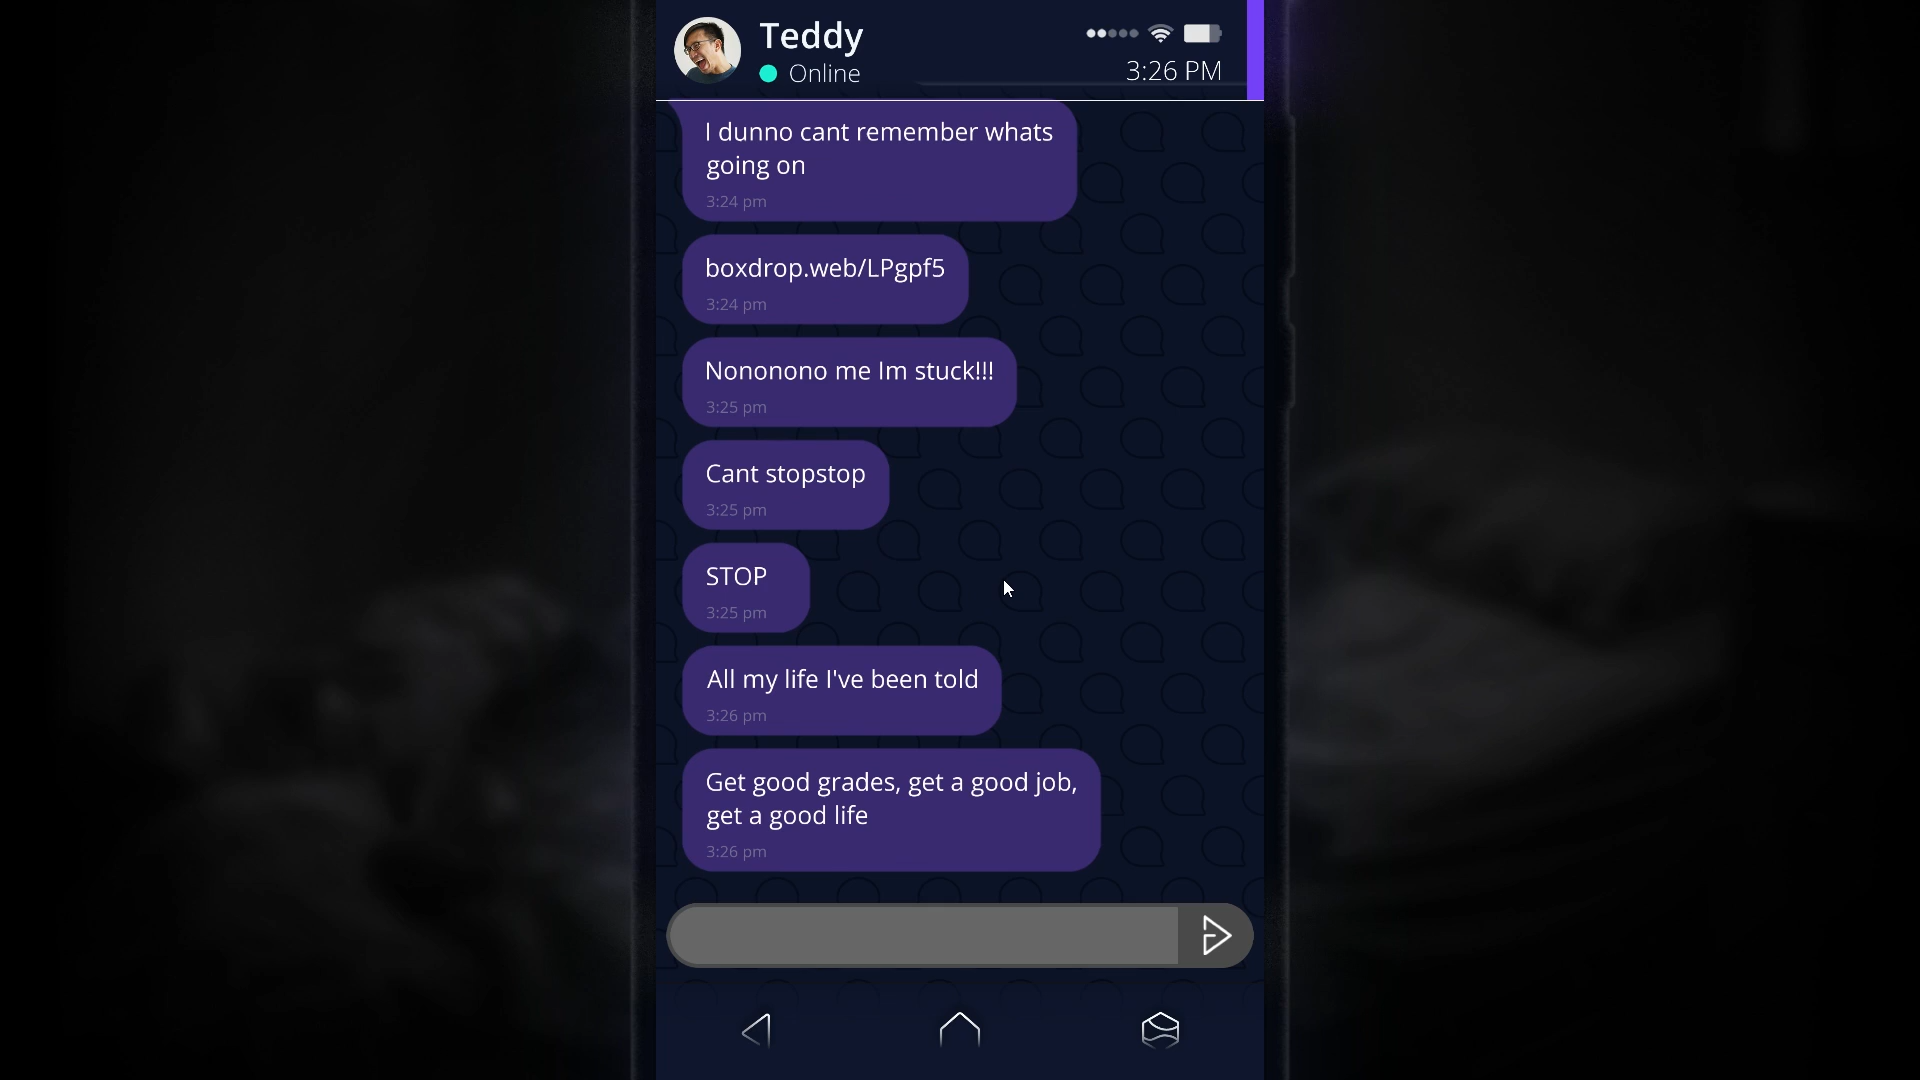 Teddy
Online
3:26 PM
I dunno cant remember whats
going on
3:24 pm
boxdrop.web/LPgpf5
3:24 pm
Nononono me Im stuck!!!
3:25 pm
Cant stopstop
3:25 pm
STOP
3:25 pm
All my life I've been told
3:26 pm
Get good grades, get a good job,
get a good life
3:26 pm